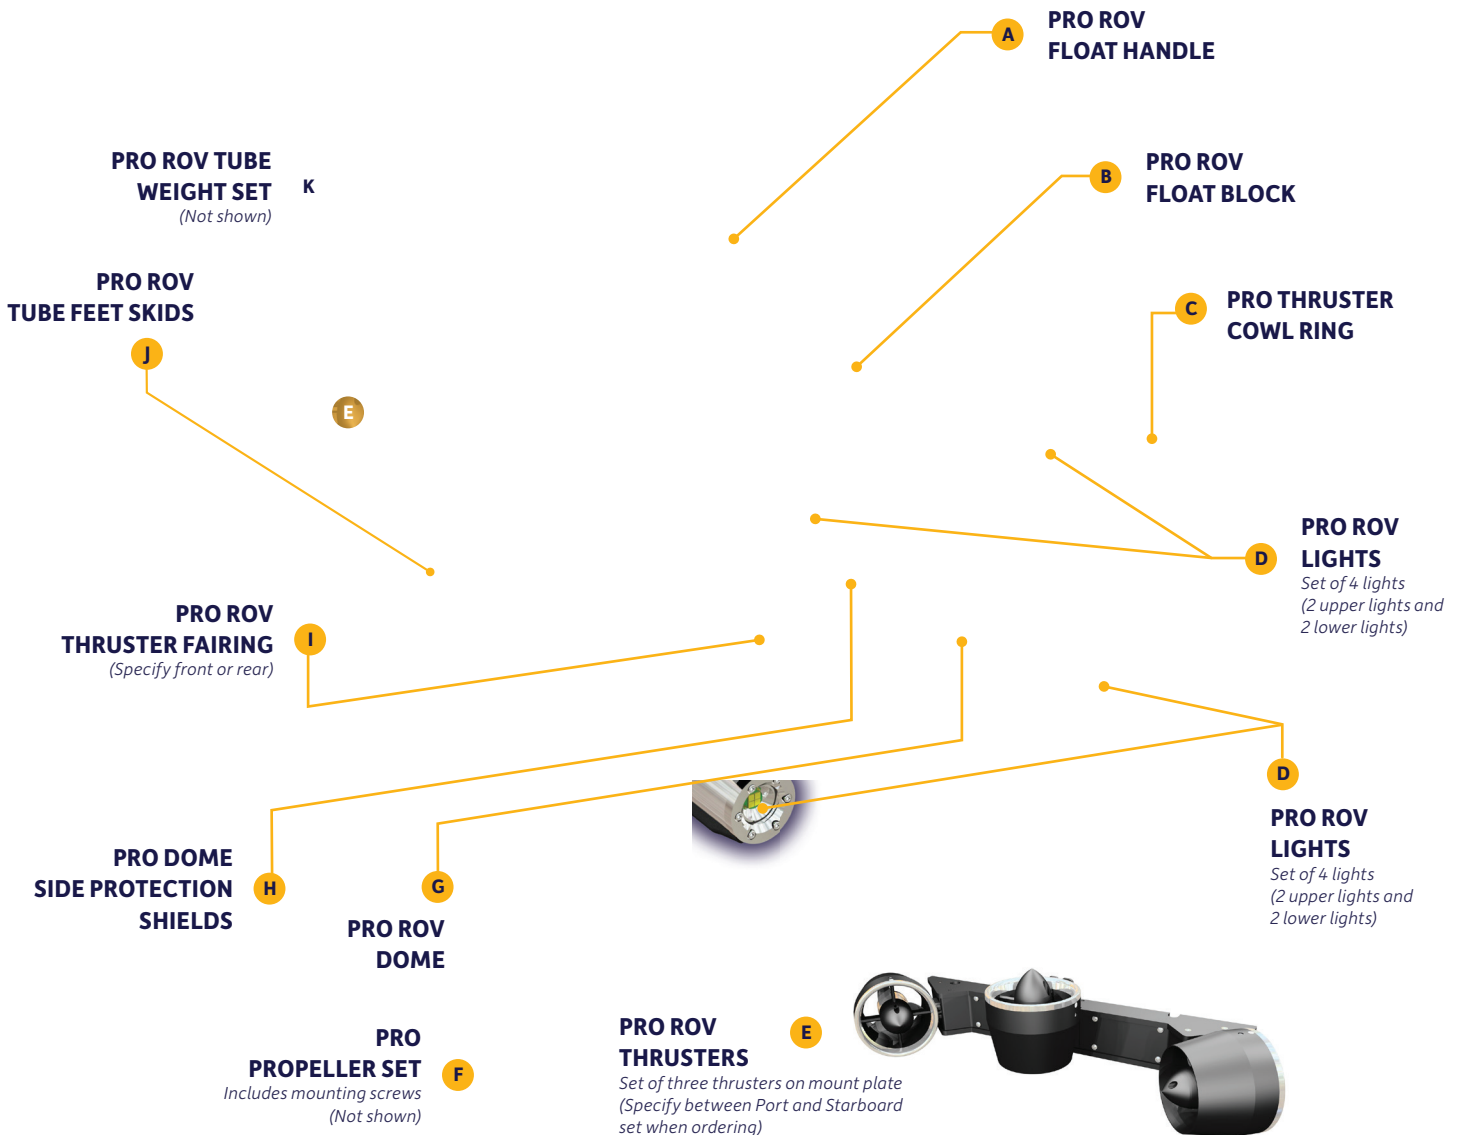 A
PRO ROV
FLOAT HANDLE
PRO ROV TUBE
WEIGHT SET
(Not shown)
K
B
PRO ROV
FLOAT BLOCK
PRO ROV
TUBE FEET SKIDS
J
C
PRO THRUSTER
COWL RING
E
D
PRO ROV
LIGHTS
Set of 4 lights
(2 upper lights and
2 lower lights)
PRO ROV
THRUSTER FAIRING
(Specify front or rear)
I
D
PRO ROV
LIGHTS
Set of 4 lights
(2 upper lights and
2 lower lights)
PRO DOME
SIDE PROTECTION
SHIELDS
H
G
PRO ROV
DOME
PRO
PROPELLER SET
Includes mounting screws
(Not shown)
F
PRO ROV
THRUSTERS
E
Set of three thrusters on mount plate
(Specify between Port and Starboard
set when ordering)